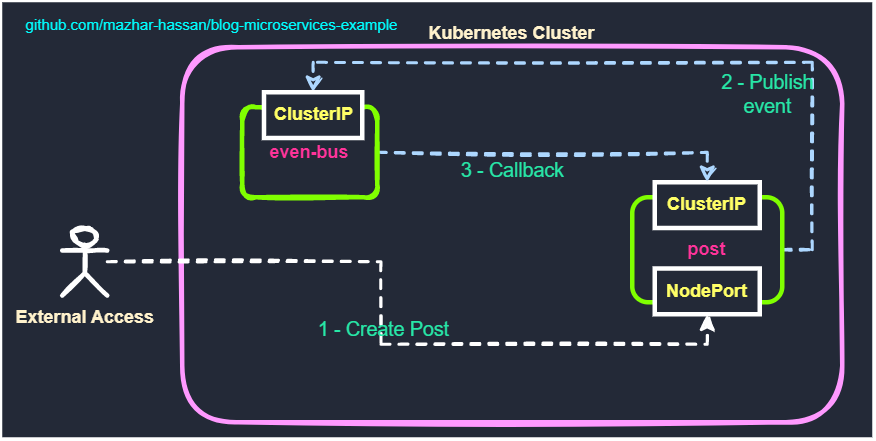 github.com/mazhar-hassan/blog-microservices-example
Kubernetes Cluster
2 - Publish
event
ClusterIP
even-bus
3 - Callback
ClusterIP
post
NodePort
External Access
1 - Create Post